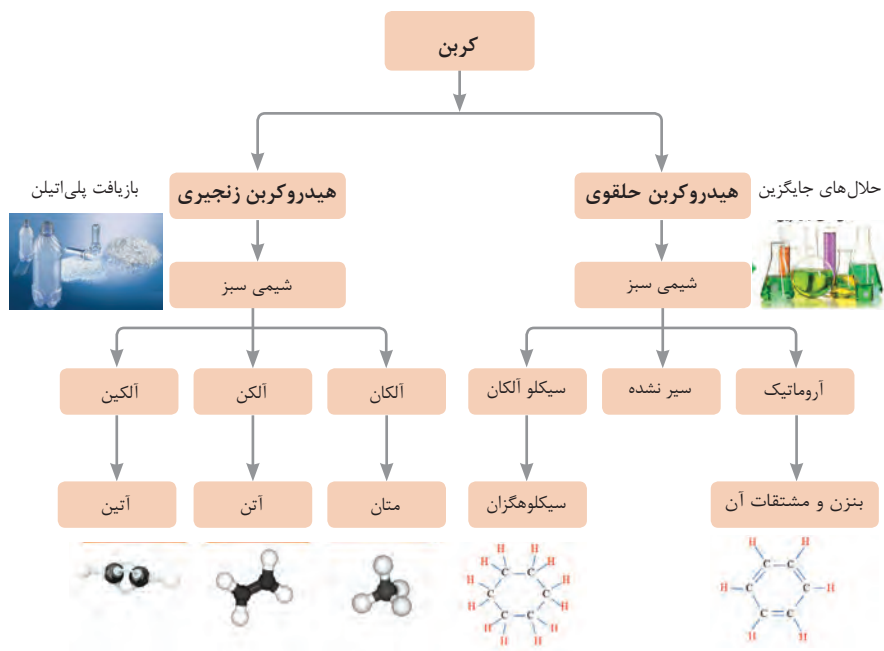 کربن
هیدروکربن حلقوی
هیدروکربن زنجیری
حلال‌های جایگزین
بازیافت پلی‌اتیلن
شیمی سبز
شیمی سبز
آروماتیک
سیر نشده
سیکلو آلکان
آلکان
آلکن
آلکین
بنزن و مشتقات آن
سیکلوهگزان
متان
آتن
آتین
H H
H C C H
H C C H
H C C H
H H
H H
H H
H C C H
H C C H
H C C H
H H
H H